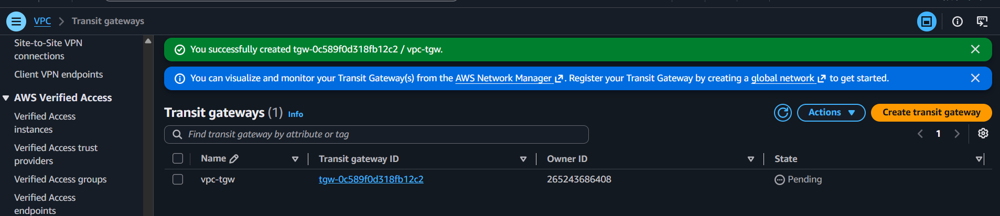 VPC > Transit gateways
Site-to-Site VPN
connections
Client VPN endpoints
AWS Verified Access
Verified Access
instances
Verified Access trust
providers
Verified Access groups
Verified Access
endpoints
You successfully created tgw-0c589f0d318fb12c2 / vpc-tgw.
You can visualize and monitor your Transit Gateway(s) from the AWS Network Manager. Register your Transit Gateway by creating a global network to get started.
Transit gateways (1) Info
Actions
Create transit gateway
Find transit gateway by attribute or tag
1
Name Transit gateway ID Owner ID State
vpc-tgw tgw-0c589f0d318fb12c2 265243686408 Pending